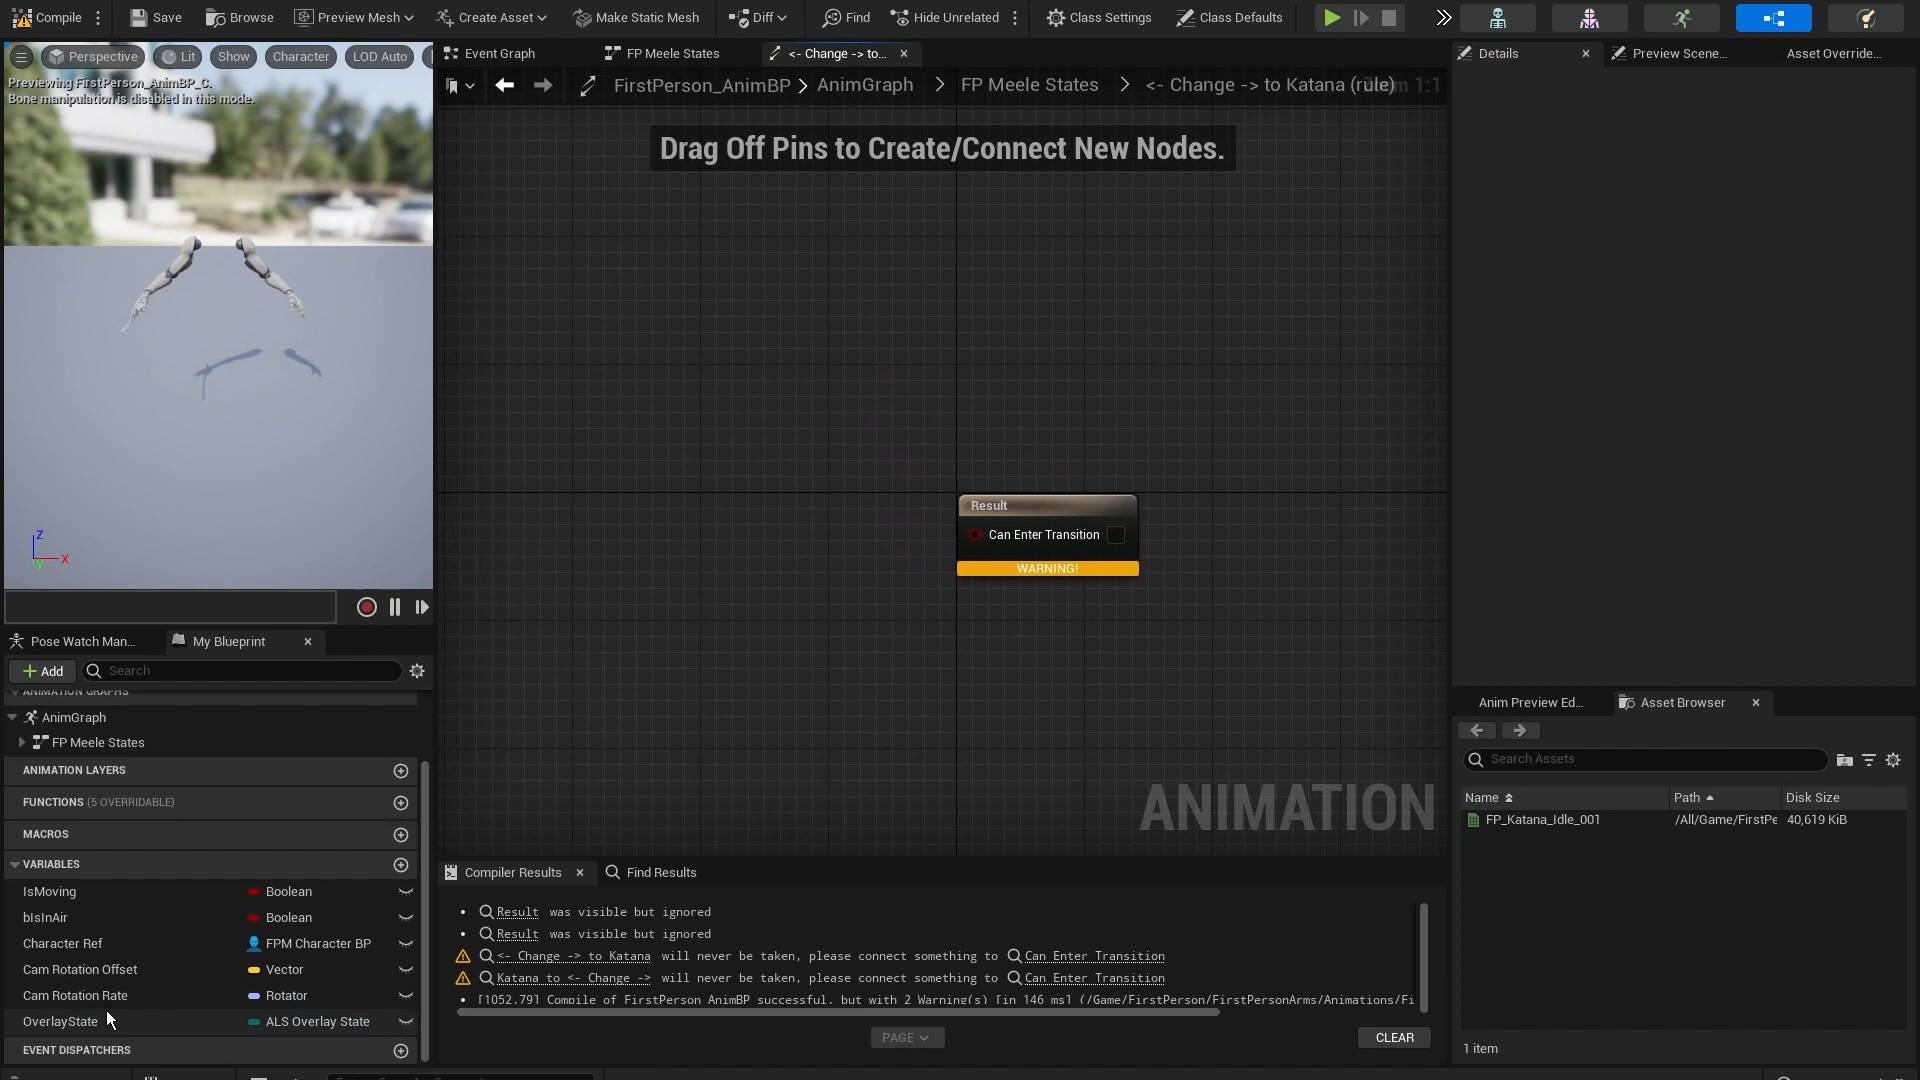 Compile Save Browse Preview Mesh Create Asset Make Static Mesh Diff Find Hide Unrelated Class Settings Class Defaults
Perspective Lit Show Character LOD Auto
Previewing FirstPerson_AnimBP_C.
Bone manipulation is disabled in this mode.
Z
X
Y
Event Graph FP Meele States <- Change -> to...
FirstPerson_AnimBP > AnimGraph > FP Meele States > <- Change -> to Katana (rule)
Drag Off Pins to Create/Connect New Nodes.
Result
Can Enter Transition
WARNING!
ANIMATION
Pose Watch Man... My Blueprint
Add Search
ANIMATION GRAPHS
AnimGraph
FP Meele States
ANIMATION LAYERS
FUNCTIONS (5 OVERRIDABLE)
MACROS
VARIABLES
IsMoving Boolean
bIsInAir Boolean
Character Ref FPM Character BP
Cam Rotation Offset Vector
Cam Rotation Rate Rotator
OverlayState ALS Overlay State
EVENT DISPATCHERS
Compiler Results Find Results
Result was visible but ignored
Result was visible but ignored
<- Change -> to Katana will never be taken, please connect something to Can Enter Transition
Katana to <- Change -> will never be taken, please connect something to Can Enter Transition
[1052.79] Compile of FirstPerson_AnimBP successful, but with 2 Warning(s) [in 146 ms] (/Game/FirstPerson/FirstPersonArms/Animations/Fi
PAGE CLEAR
Details Preview Scene... Asset Override...
Anim Preview Ed... Asset Browser
Search Assets
Name Path Disk Size
FP_Katana_Idle_001 /All/Game/FirstPe 40,619 KiB
1 item